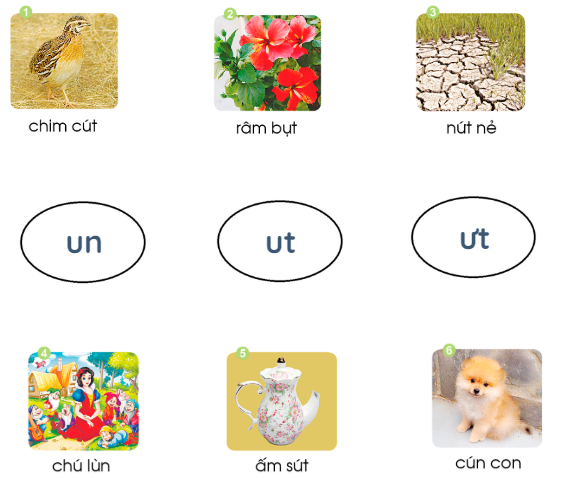 1
2
3
chim cút
râm bụt
nứt nẻ
un
ut
ưt
4
5
6
chú lùn
ấm sứt
cún con